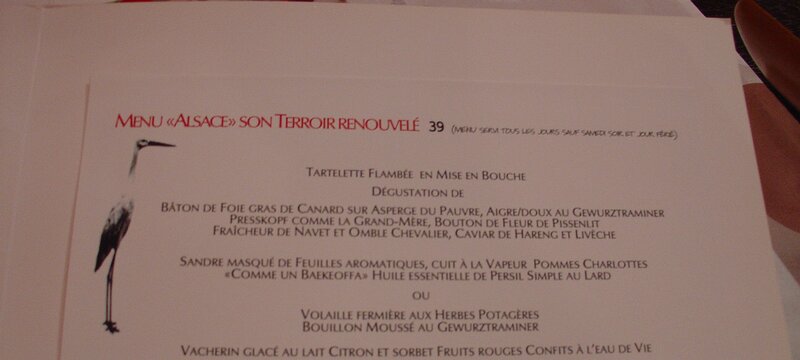 MENU «ALSACE» SON TERROIR RENOUVELÉ 39 (MENU SERVI TOUS LES JOURS SAUF SAMEDI SOIR ET JOUR FÉRIÉ)
TARTELETTE FLAMBÉE EN MISE EN BOUCHE
DÉGUSTATION DE
BÂTON DE FOIE GRAS DE CANARD SUR ASPERGE DU PAUVRE, AIGRE/DOUX AU GEWURZTRAMINER
PRESSKOPF COMME LA GRAND-MÈRE, BOUTON DE FLEUR DE PISSENLIT
FRAÎCHEUR DE NAVET ET OMBLE CHEVALIER, CAVIAR DE HARENG ET LIVÈCHE
SANDRE MASQUÉ DE FEUILLES AROMATIQUES, CUIT À LA VAPEUR POMMES CHARLOTTES
«COMME UN BAEKEOFFA» HUILE ESSENTIELLE DE PERSIL SIMPLE AU LARD
OU
VOLAILLE FERMIÈRE AUX HERBES POTAGÈRES
BOUILLON MOUSSÉ AU GEWURZTRAMINER
VACHERIN GLACÉ AU LAIT CITRON ET SORBET FRUITS ROUGES CONFITS À L'EAU DE VIE